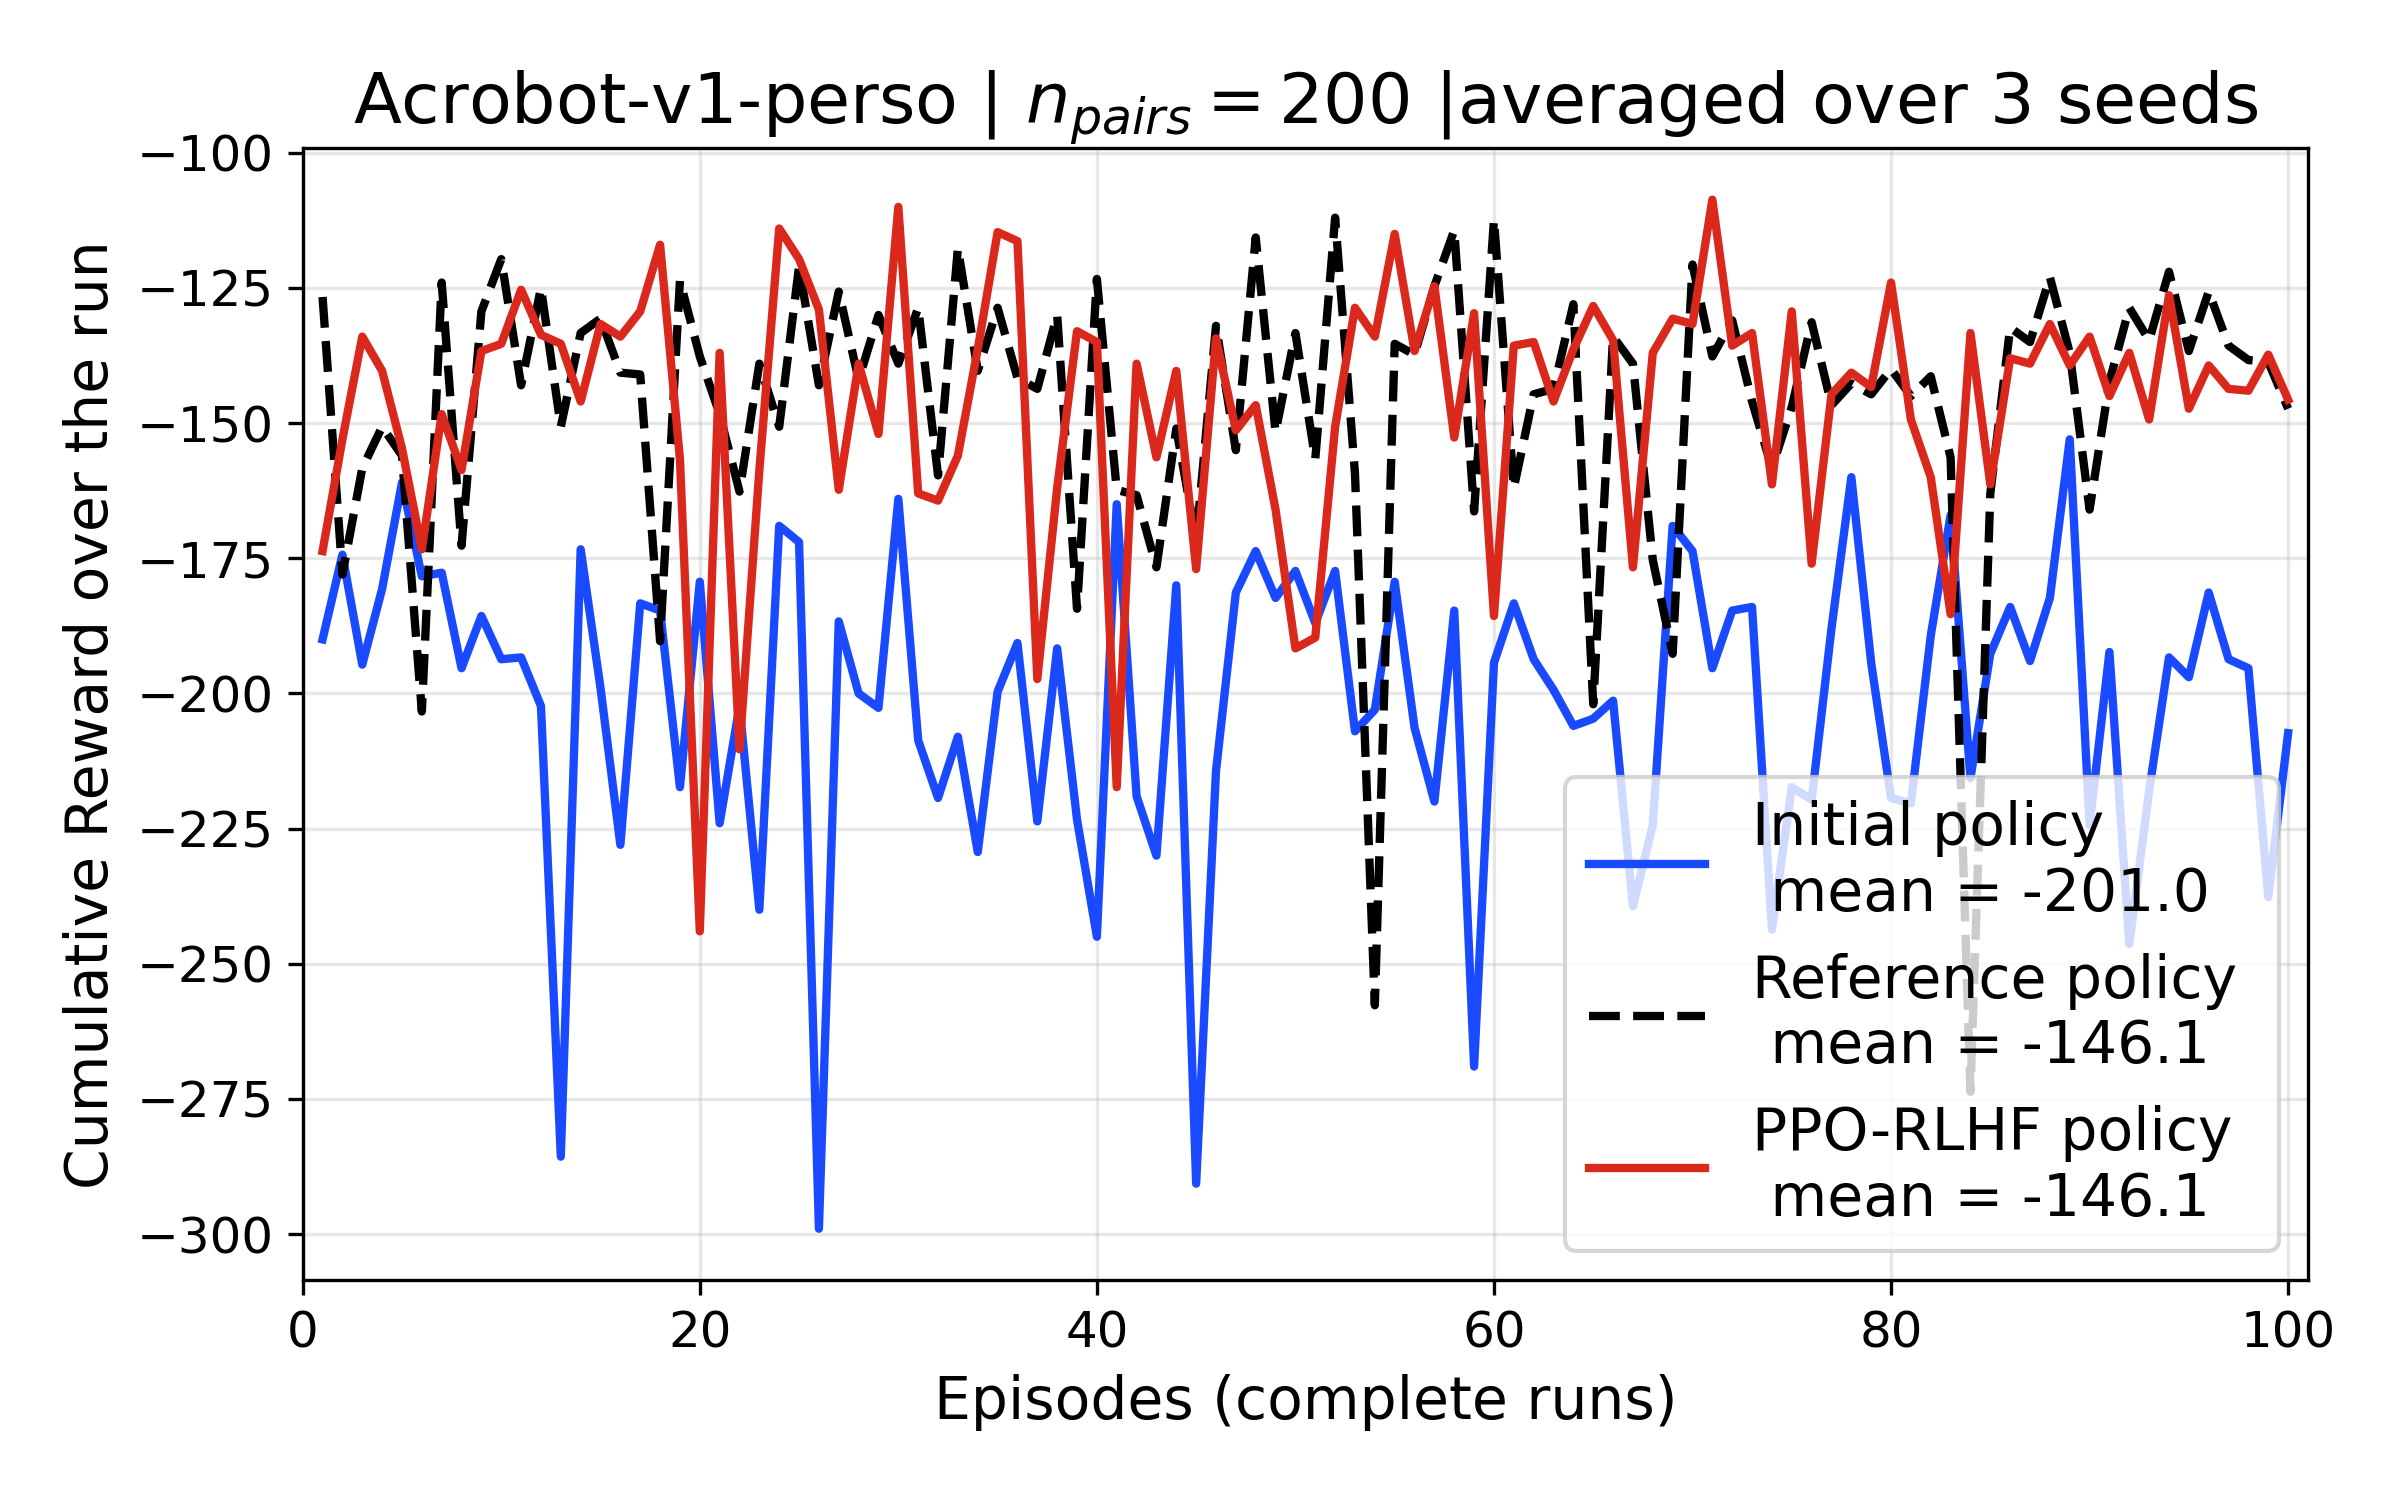 Acrobot-v1-perso | n_pairs = 200 |averaged over 3 seeds
Cumulative Reward over the run
−100
−125
−150
−175
−200
−225
−250
−275
−300
Initial policy
mean = -201.0
Reference policy
mean = -146.1
PPO-RLHF policy
mean = -146.1
0 20 40 60 80 100
Episodes (complete runs)